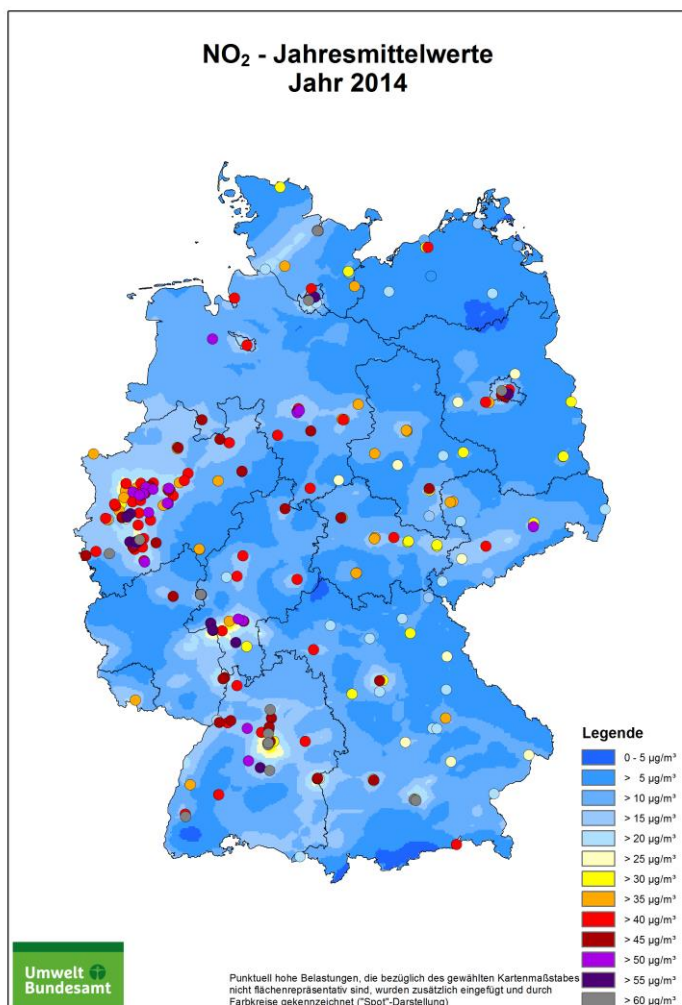 NO₂ - Jahresmittelwerte
Jahr 2014
Legende
0 - 5 µg/m³
> 5 µg/m³
> 10 µg/m³
> 15 µg/m³
> 20 µg/m³
> 25 µg/m³
> 30 µg/m³
> 35 µg/m³
> 40 µg/m³
> 45 µg/m³
> 50 µg/m³
> 55 µg/m³
> 60 µg/m³
Umwelt
Bundesamt
Punktuell hohe Belastungen, die bezüglich des gewählten Kartenmaßstabes
nicht flächenrepräsentativ sind, wurden zusätzlich eingefügt und durch
Farbkreise gekennzeichnet ("Spot"-Darstellung)